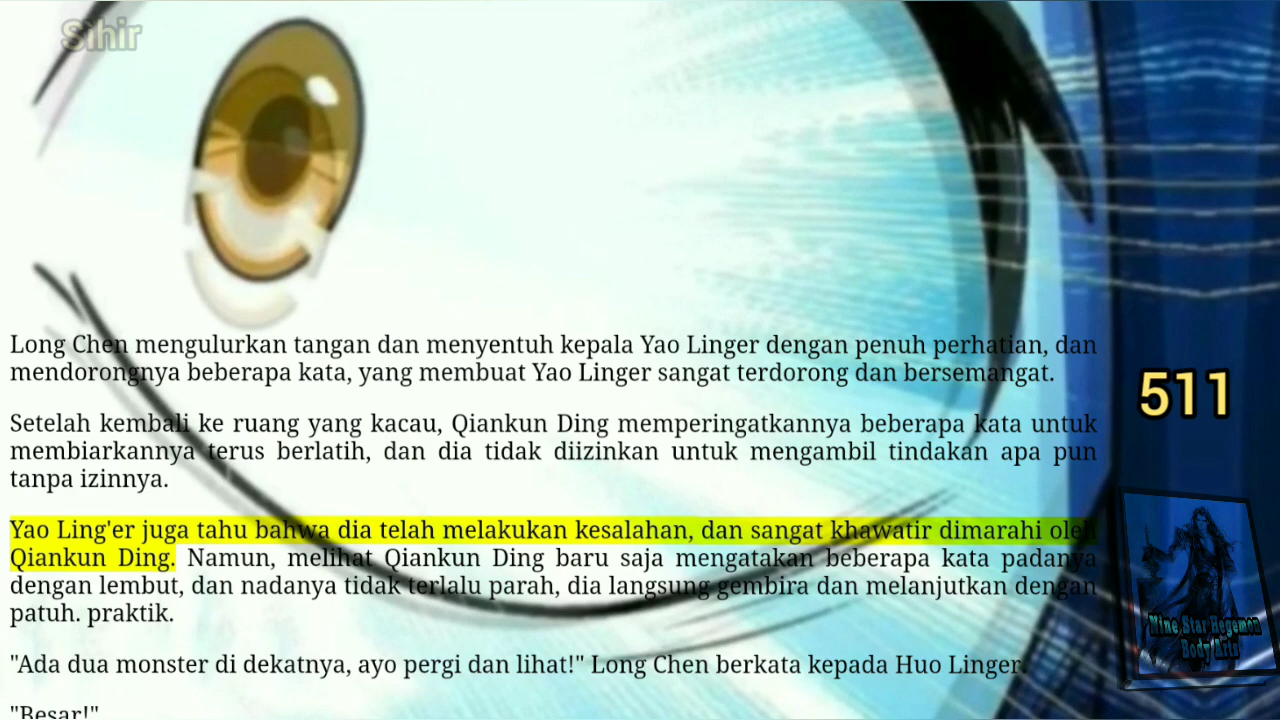 Sihir
Long Chen mengulurkan tangan dan menyentuh kepala Yao Linger dengan penuh perhatian, dan
mendorongnya beberapa kata, yang membuat Yao Linger sangat terdorong dan bersemangat.
Setelah kembali ke ruang yang kacau, Qiankun Ding memperingatkannya beberapa kata untuk
membiarkannya terus berlatih, dan dia tidak diizinkan untuk mengambil tindakan apa pun
tanpa izinnya.
Yao Ling'er juga tahu bahwa dia telah melakukan kesalahan, dan sangat khawatir dimarahi oleh
Qiankun Ding. Namun, melihat Qiankun Ding baru saja mengatakan beberapa kata padanya
dengan lembut, dan nadanya tidak terlalu parah, dia langsung gembira dan melanjutkan dengan
patuh. praktik.
"Ada dua monster di dekatnya, ayo pergi dan lihat!" Long Chen berkata kepada Huo Linger.
"Besar!"
511
Nine Star Hegemon
Body Arts